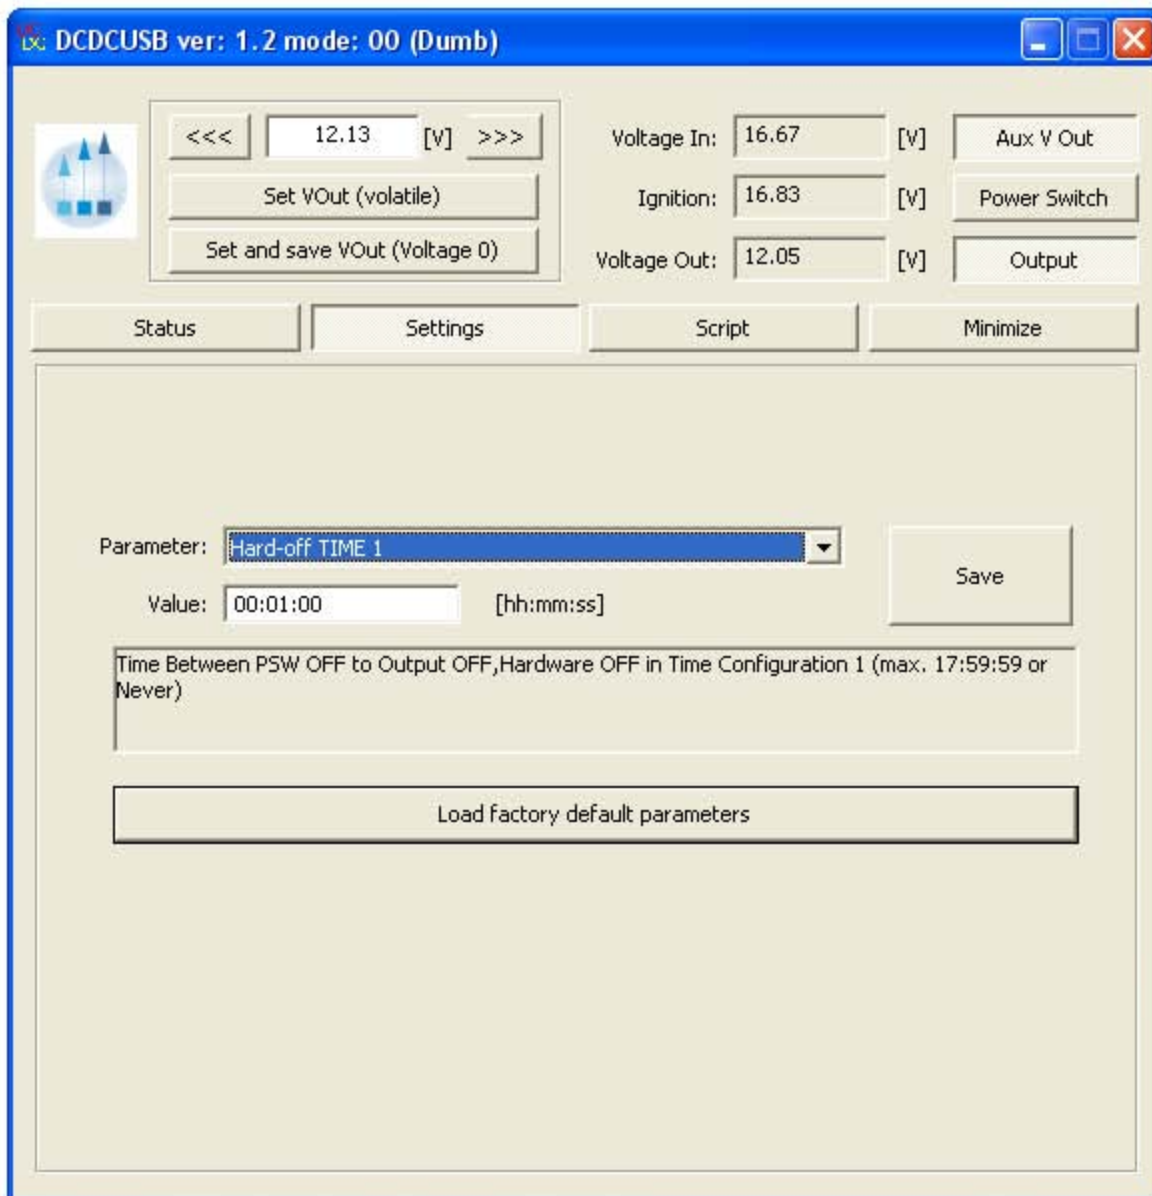 DCDCUSB ver: 1.2 mode: 00 (Dumb)
<<< 12.13 [V] >>>
Set VOut (volatile)
Set and save VOut (Voltage 0)
Voltage In: 16.67 [V] Aux V Out
Ignition: 16.83 [V] Power Switch
Voltage Out: 12.05 [V] Output
Status Settings Script Minimize
Parameter: Hard-off TIME 1
Value: 00:01:00 [hh:mm:ss]
Save
Time Between PSW OFF to Output OFF,Hardware OFF in Time Configuration 1 (max. 17:59:59 or
Never)
Load factory default parameters